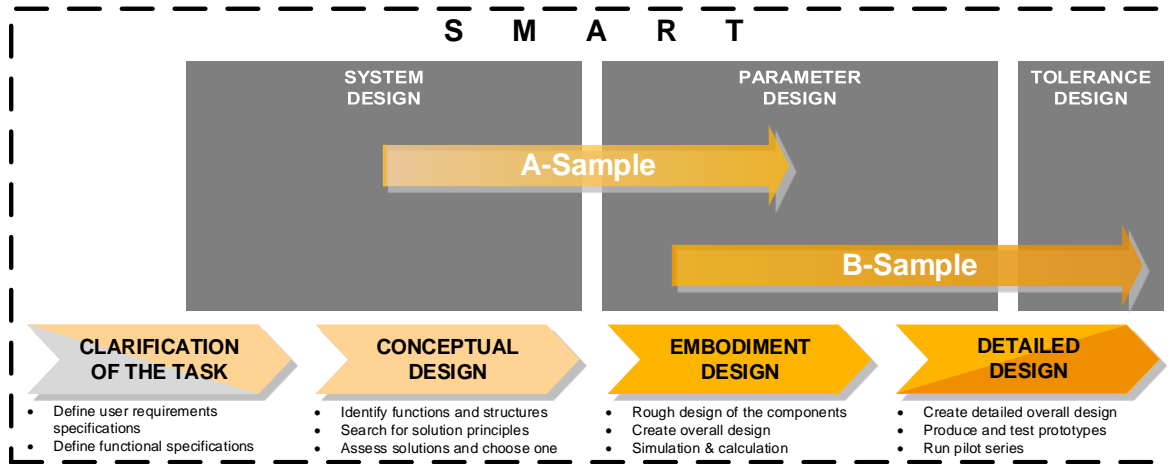 S M A R T
SYSTEM
DESIGN
PARAMETER
DESIGN
TOLERANCE
DESIGN
A-Sample
B-Sample
CLARIFICATION
OF THE TASK
CONCEPTUAL
DESIGN
EMBODIMENT
DESIGN
DETAILED
DESIGN
• Define user requirements
specifications
• Define functional specifications
• Identify functions and structures
• Search for solution principles
• Assess solutions and choose one
• Rough design of the components
• Create overall design
• Simulation & calculation
• Create detailed overall design
• Produce and test prototypes
• Run pilot series